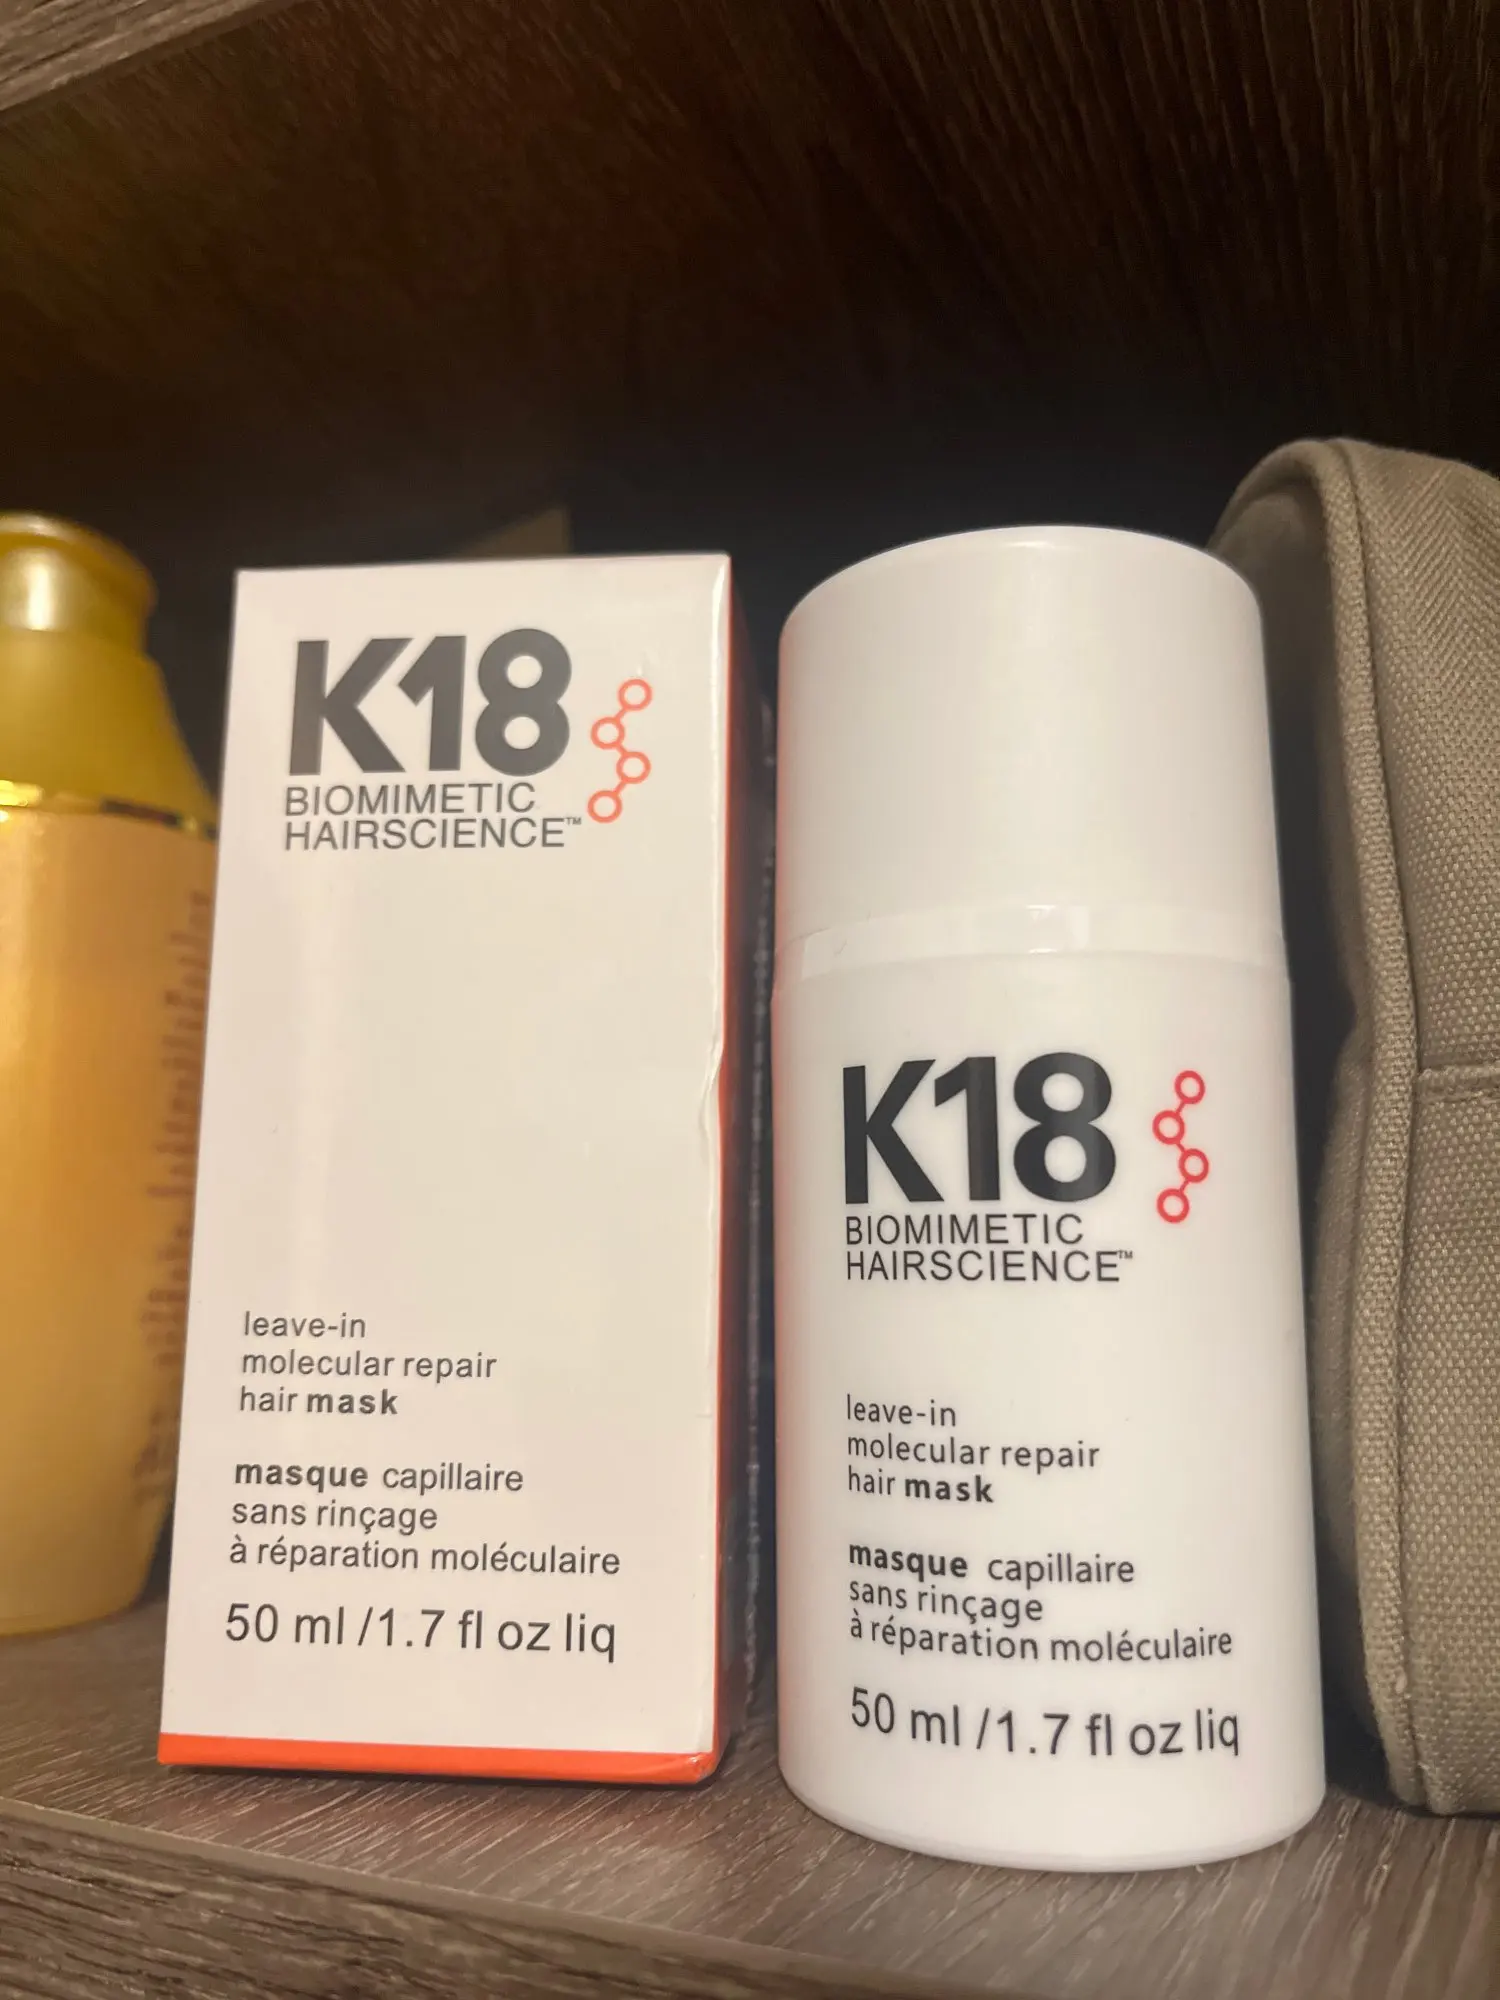 K18
BIOMIMETIC
HAIRSCIENCE™
leave-in
molecular repair
hair mask
masque capillaire
sans rinçage
à réparation moléculaire
50 ml /1.7 fl oz liq
K18
BIOMIMETIC
HAIRSCIENCE™
leave-in
molecular repair
hair mask
masque capillaire
sans rinçage
à réparation moléculaire
50 ml /1.7 fl oz liq